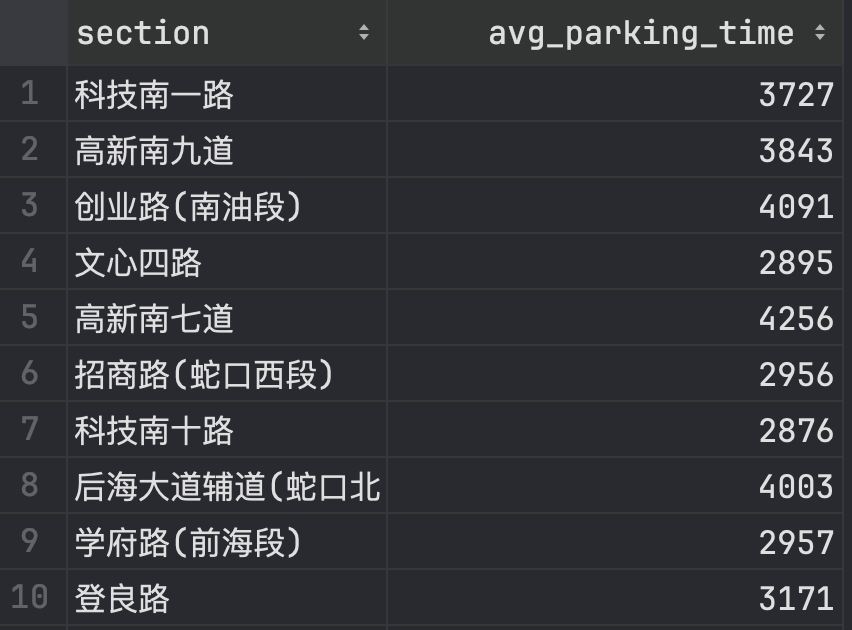 section avg_parking_time
1 科技南一路 3727
2 高新南九道 3843
3 创业路(南油段) 4091
4 文心四路 2895
5 高新南七道 4256
6 招商路(蛇口西段) 2956
7 科技南十路 2876
8 后海大道辅道(蛇口北 4003
9 学府路(前海段) 2957
10 登良路 3171